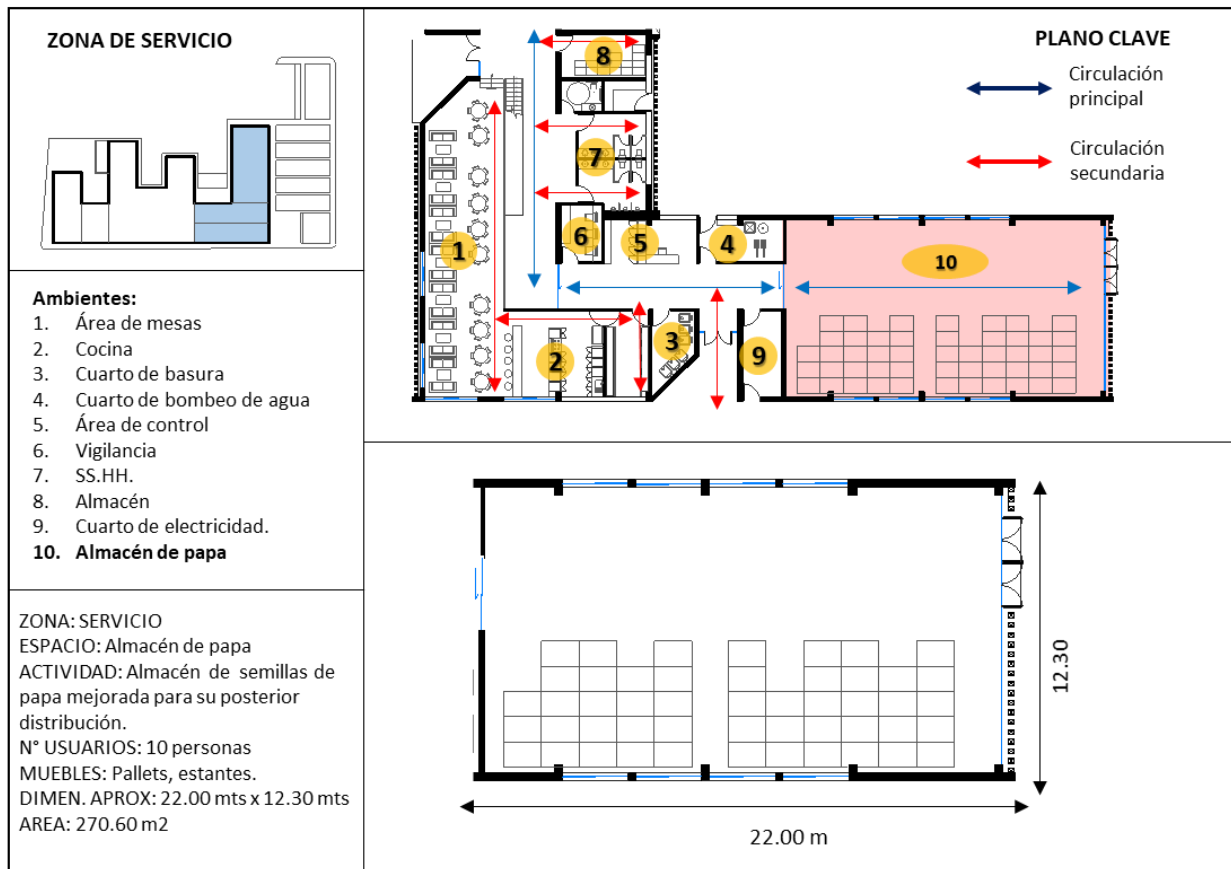 ZONA DE SERVICIO
Ambientes:
1. Área de mesas
2. Cocina
3. Cuarto de basura
4. Cuarto de bombeo de agua
5. Área de control
6. Vigilancia
7. SS.HH.
8. Almacén
9. Cuarto de electricidad.
10. Almacén de papa
ZONA: SERVICIO
ESPACIO: Almacén de papa
ACTIVIDAD: Almacén de semillas de
papa mejorada para su posterior
distribución.
N° USUARIOS: 10 personas
MUEBLES: Pallets, estantes.
DIMEN. APROX: 22.00 mts x 12.30 mts
AREA: 270.60 m2
PLANO CLAVE
Circulación
principal
Circulación
secundaria
8
7
6
5
4
1
10
3
2
9
12.30
22.00 m